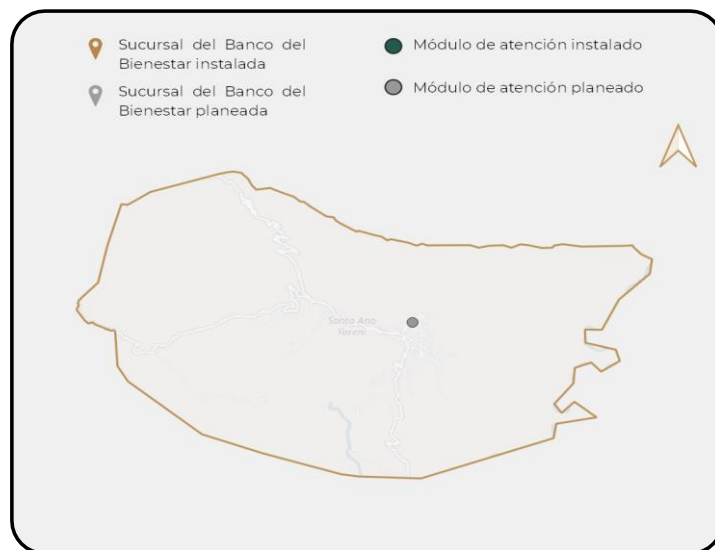 Sucursal del Banco del
Bienestar instalada
Sucursal del Banco del
Bienestar planeada
Módulo de atención instalado
Módulo de atención planeado
Santa Ana
Yareni